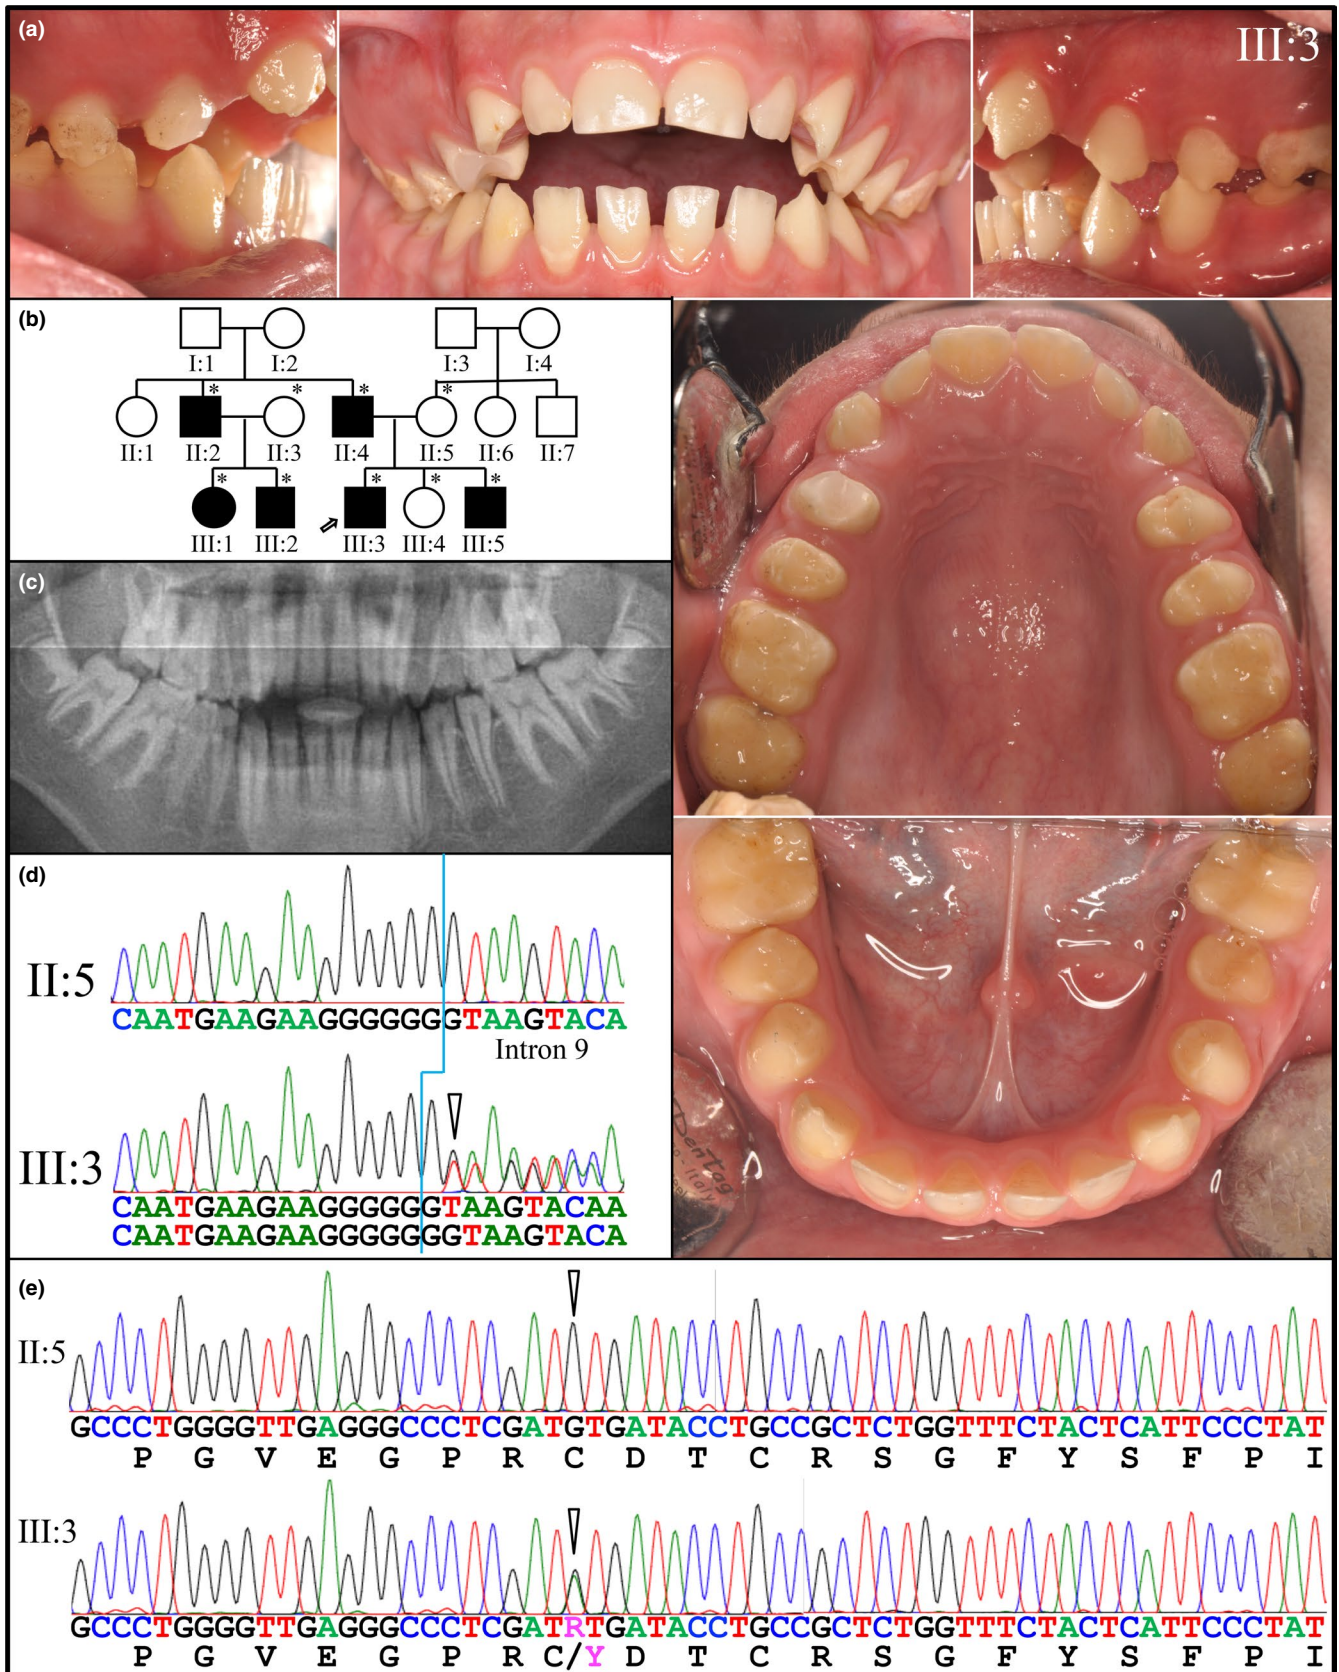 (a)
III:3
(b)
I:1 I:2 I:3 I:4
* * * *
II:1 II:2 II:3 II:4 II:5 II:6 II:7
* * * * *
III:1 III:2 III:3 III:4 III:5
(c)
Dentag
(d)
II:5
CAATGAAGAAGGGGGGGTAAGTACA
Intron 9
III:3
CAATGAAGAAGGGGGGTAAGTACAA
CAATGAAGAAGGGGGGGTAAGTACA
(e)
II:5
GCCCTGGGGTTGAGGGCCCTCGATGTGATACCTGCCGCTCTGGTTTCTACTCATTCCCTAT
P G V E G P R C D T C R S G F Y S F P I
III:3
GCCCTGGGGTTGAGGGCCCTCGATRTGATACCTGCCGCTCTGGTTTCTACTCATTCCCTAT
P G V E G P R C/Y D T C R S G F Y S F P I